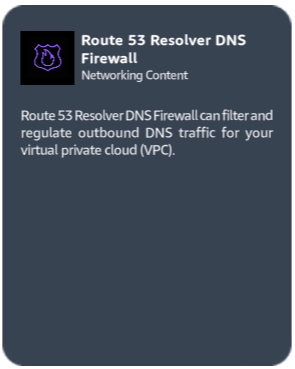 Route 53 Resolver DNS
Firewall
Networking Content
Route 53 Resolver DNS Firewall can filter and
regulate outbound DNS traffic for your
virtual private cloud (VPC).